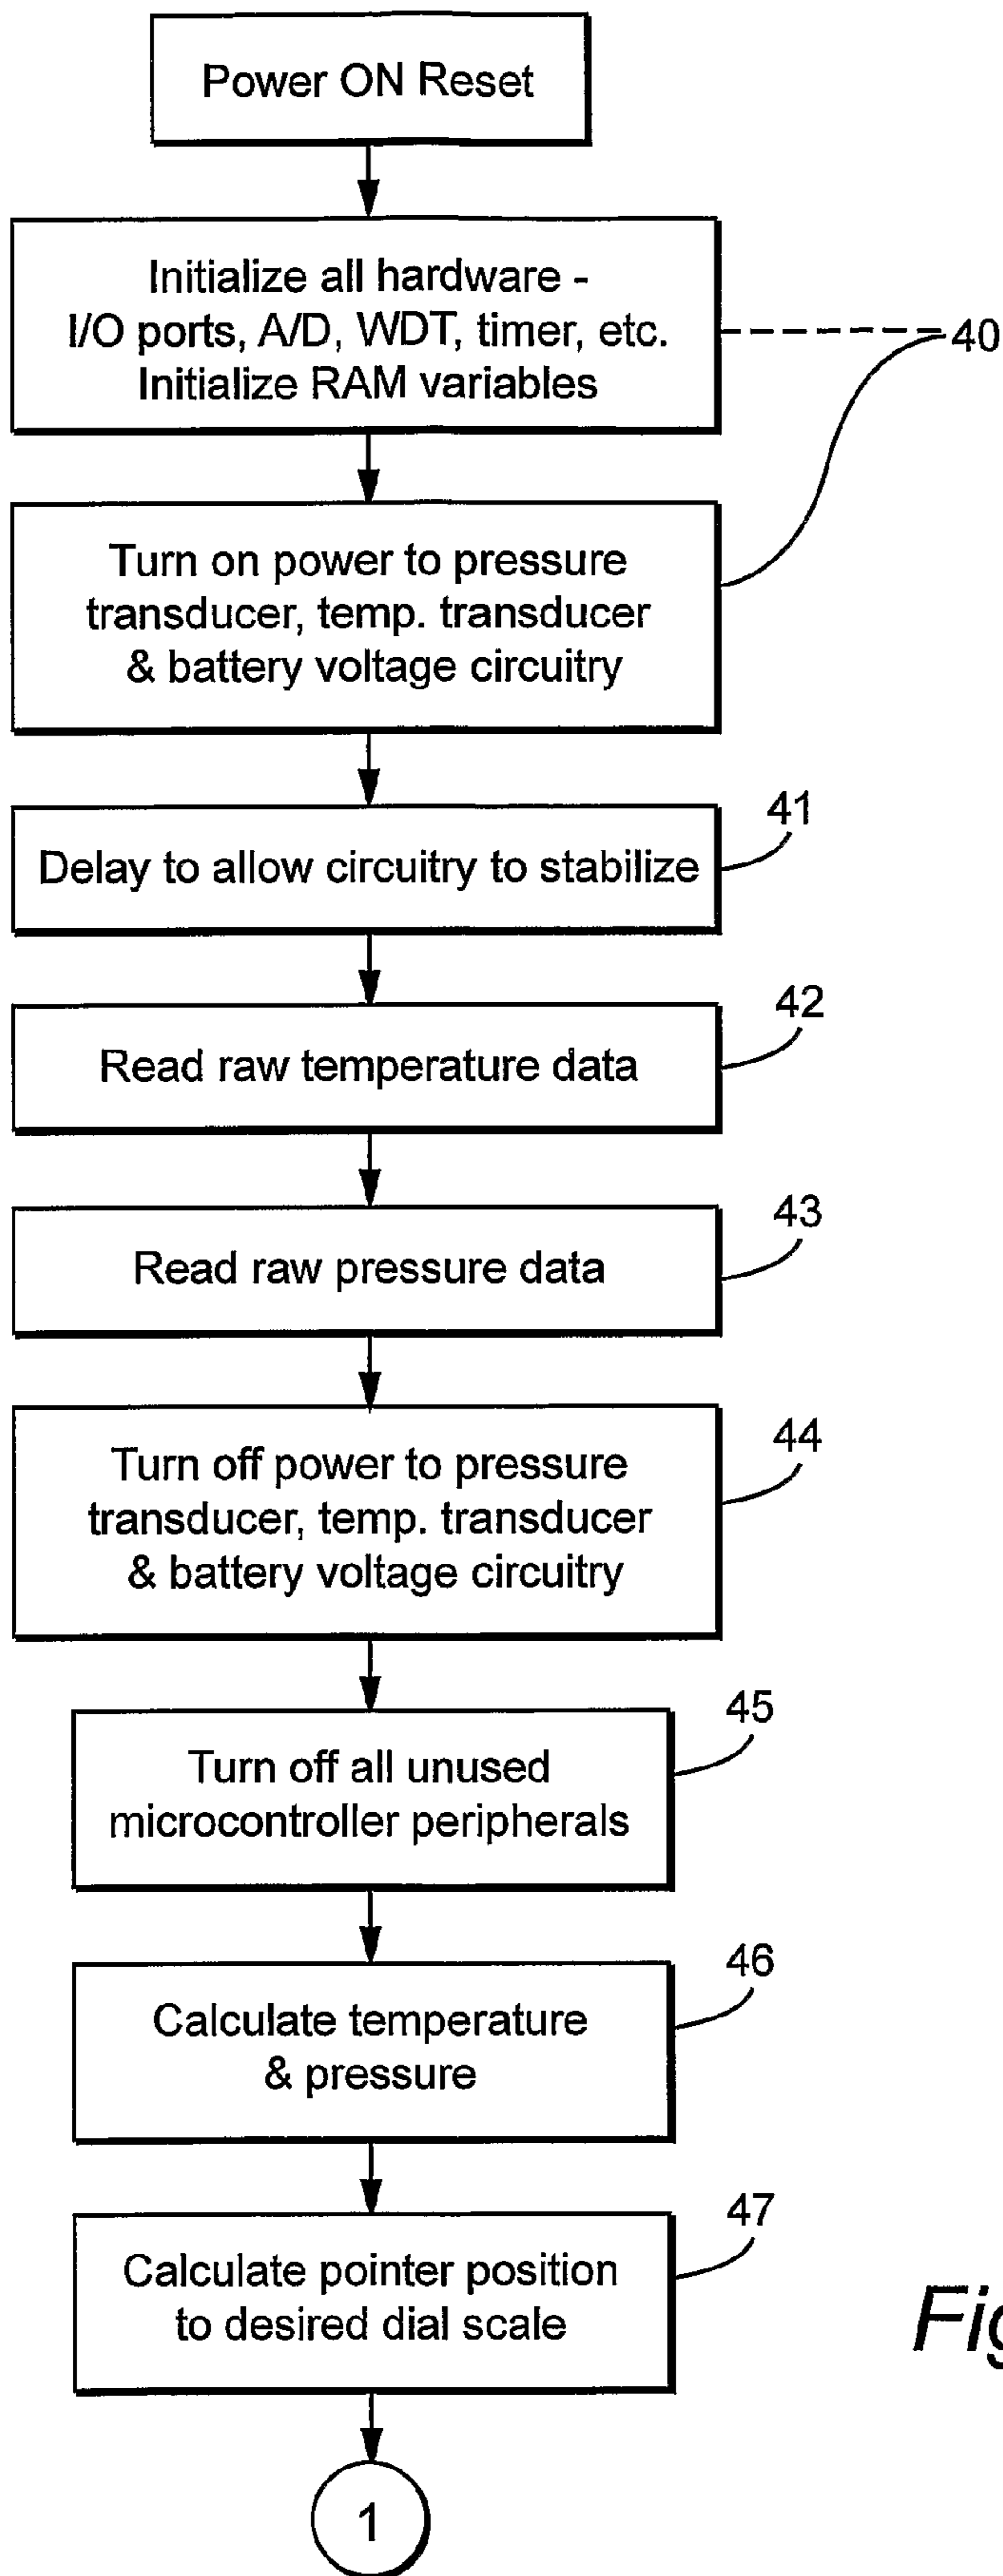 Power ON Reset
Initialize all hardware -
I/O ports, A/D, WDT, timer, etc.
Initialize RAM variables
40
Turn on power to pressure
transducer, temp. transducer
& battery voltage circuitry
41
Delay to allow circuitry to stabilize
42
Read raw temperature data
43
Read raw pressure data
44
Turn off power to pressure
transducer, temp. transducer
& battery voltage circuitry
45
Turn off all unused
microcontroller peripherals
46
Calculate temperature
& pressure
47
Calculate pointer position
to desired dial scale
1